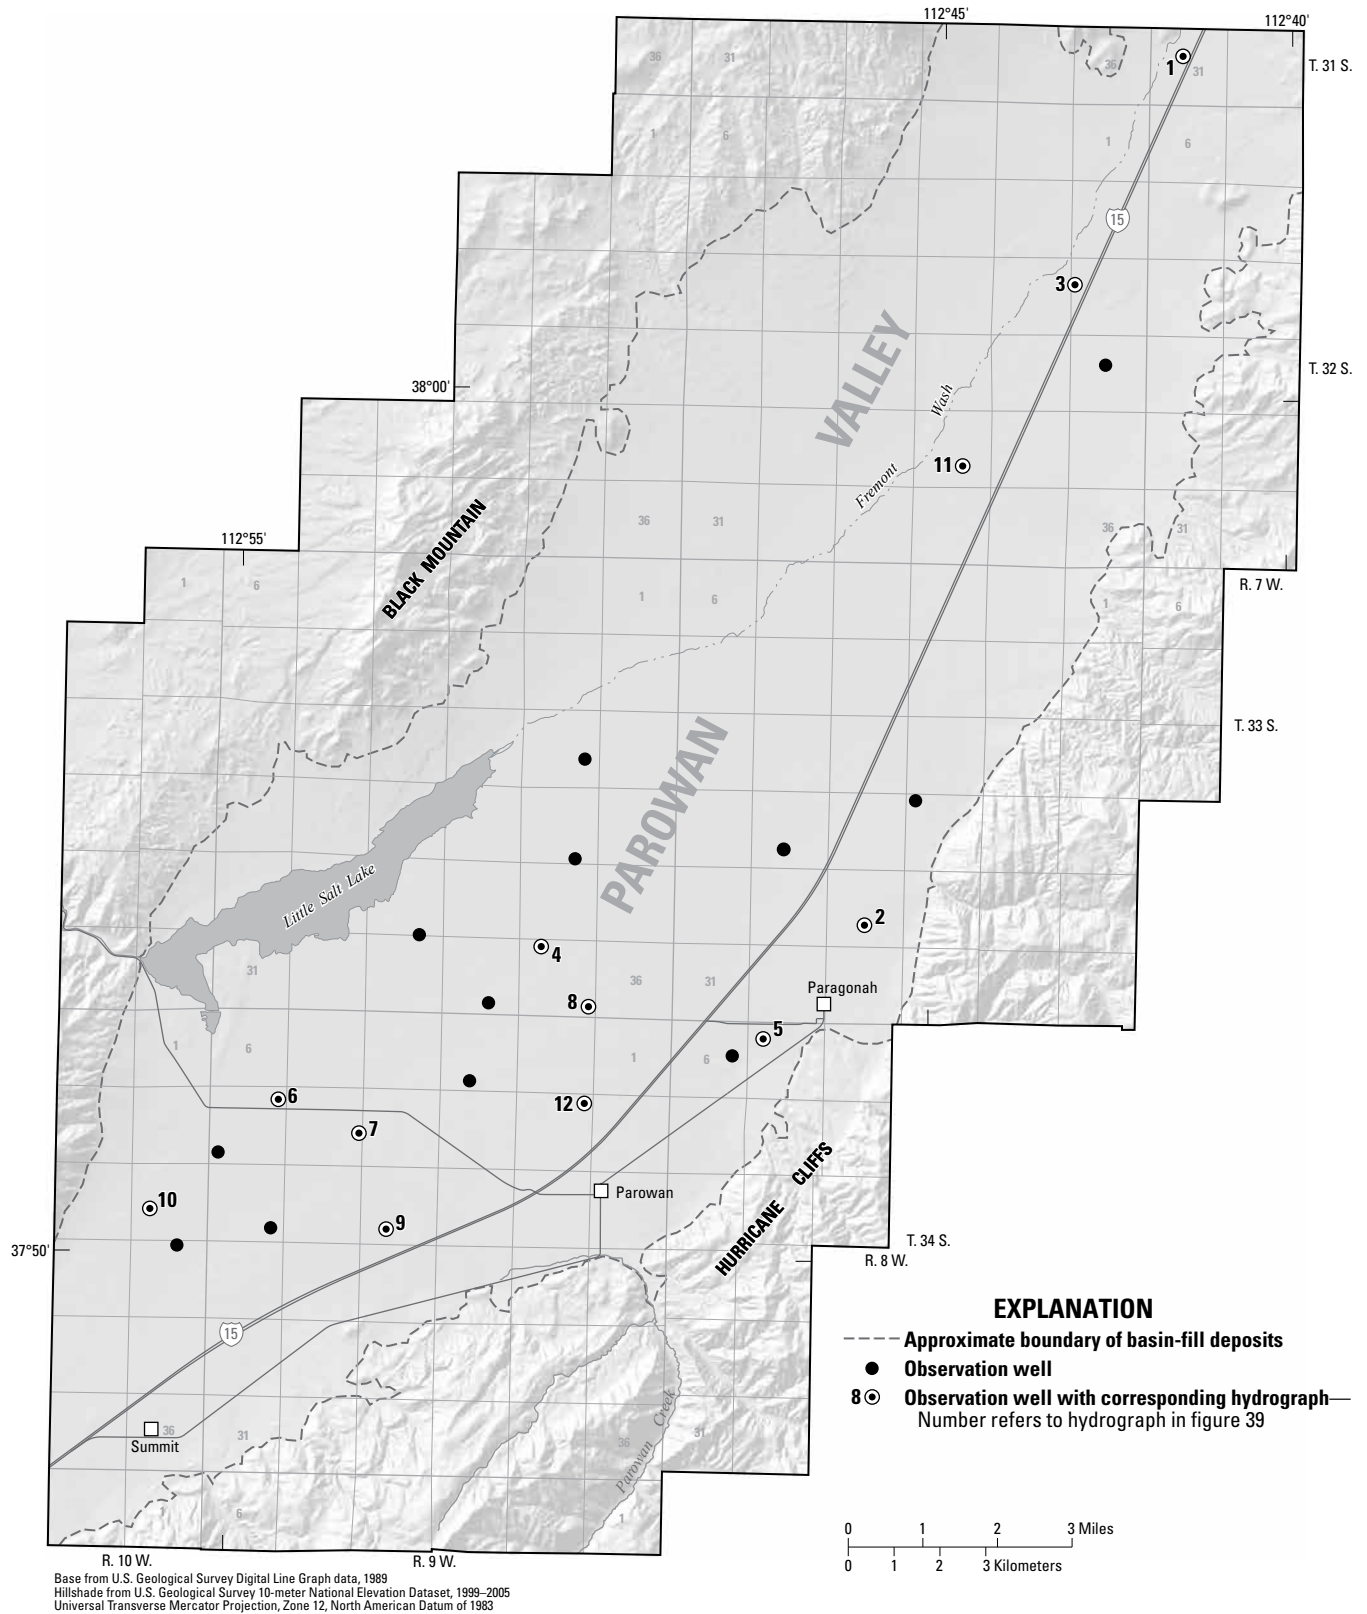 112°45'
112°40'
T. 31 S.
36
31
36
1
31
1
6
1
6
15
3
VALLEY
T. 32 S.
38°00'
Wash
11
Fremont
36
31
36
31
BLACK MOUNTAIN
112°55'
1
6
R. 7 W.
1
6
1
6
T. 33 S.
PAROWAN
Little Salt Lake
2
4
31
36
31
Paragonah
8
5
1
6
1
6
6
12
7
HURRICANE CLIFFS
10
Parowan
9
37°50'
T. 34 S.
R. 8 W.
15
Parowan Creek
36
31
Summit
36
31
1
6
1
R. 10 W.
R. 9 W.
EXPLANATION
Approximate boundary of basin-fill deposits
Observation well
8 Observation well with corresponding hydrograph—
Number refers to hydrograph in figure 39
0 1 2 3 Miles
0 1 2 3 Kilometers
Base from U.S. Geological Survey Digital Line Graph data, 1989
Hillshade from U.S. Geological Survey 10-meter National Elevation Dataset, 1999–2005
Universal Transverse Mercator Projection, Zone 12, North American Datum of 1983